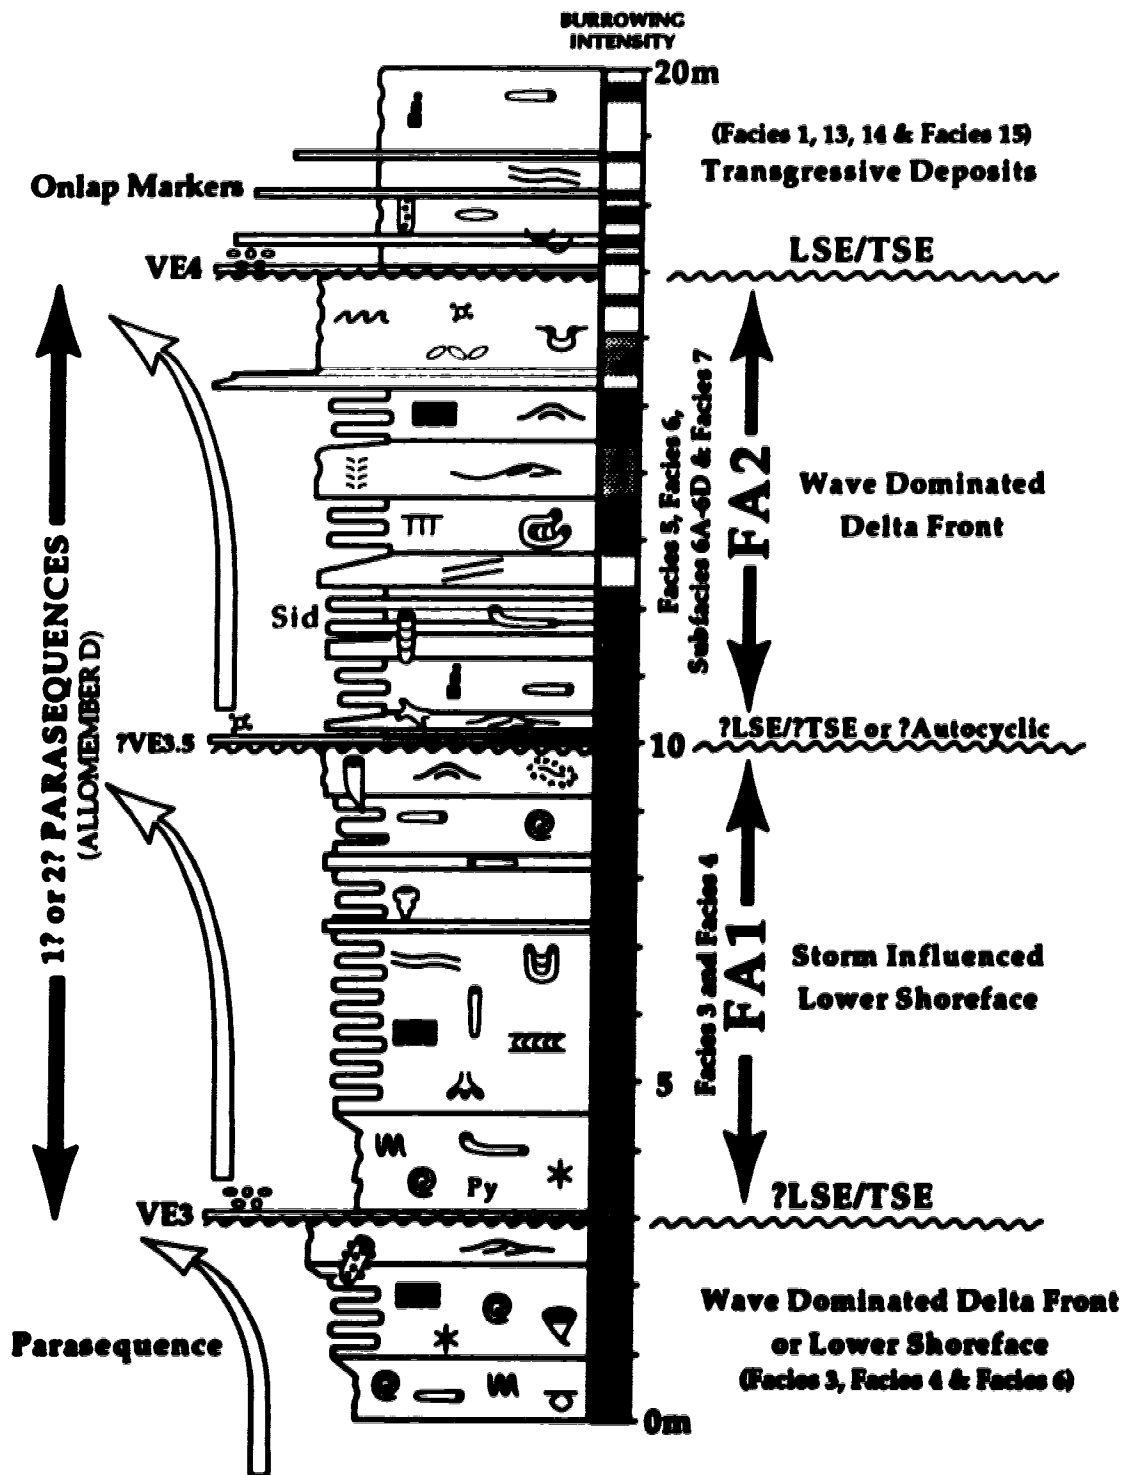 BURROWING
INTENSITY
20m
(Facies 1, 13, 14 & Facies 15)
Transgressive Deposits
Onlap Markers
VE4
LSE/TSE
1? or 2? PARASEQUENCES
(ALLOMEMBER D)
Facies 5, Facies 6,
Subfacies 6A-6D & Facies 7
FA2
Wave Dominated
Delta Front
Sid
?VE3.5
10
?LSE/?TSE or ?Autocyclic
Facies 3 and Facies 4
FA1
Storm Influenced
Lower Shoreface
5
Py
VE3
?LSE/TSE
Parasequence
Wave Dominated Delta Front
or Lower Shoreface
(Facies 3, Facies 4 & Facies 6)
0m